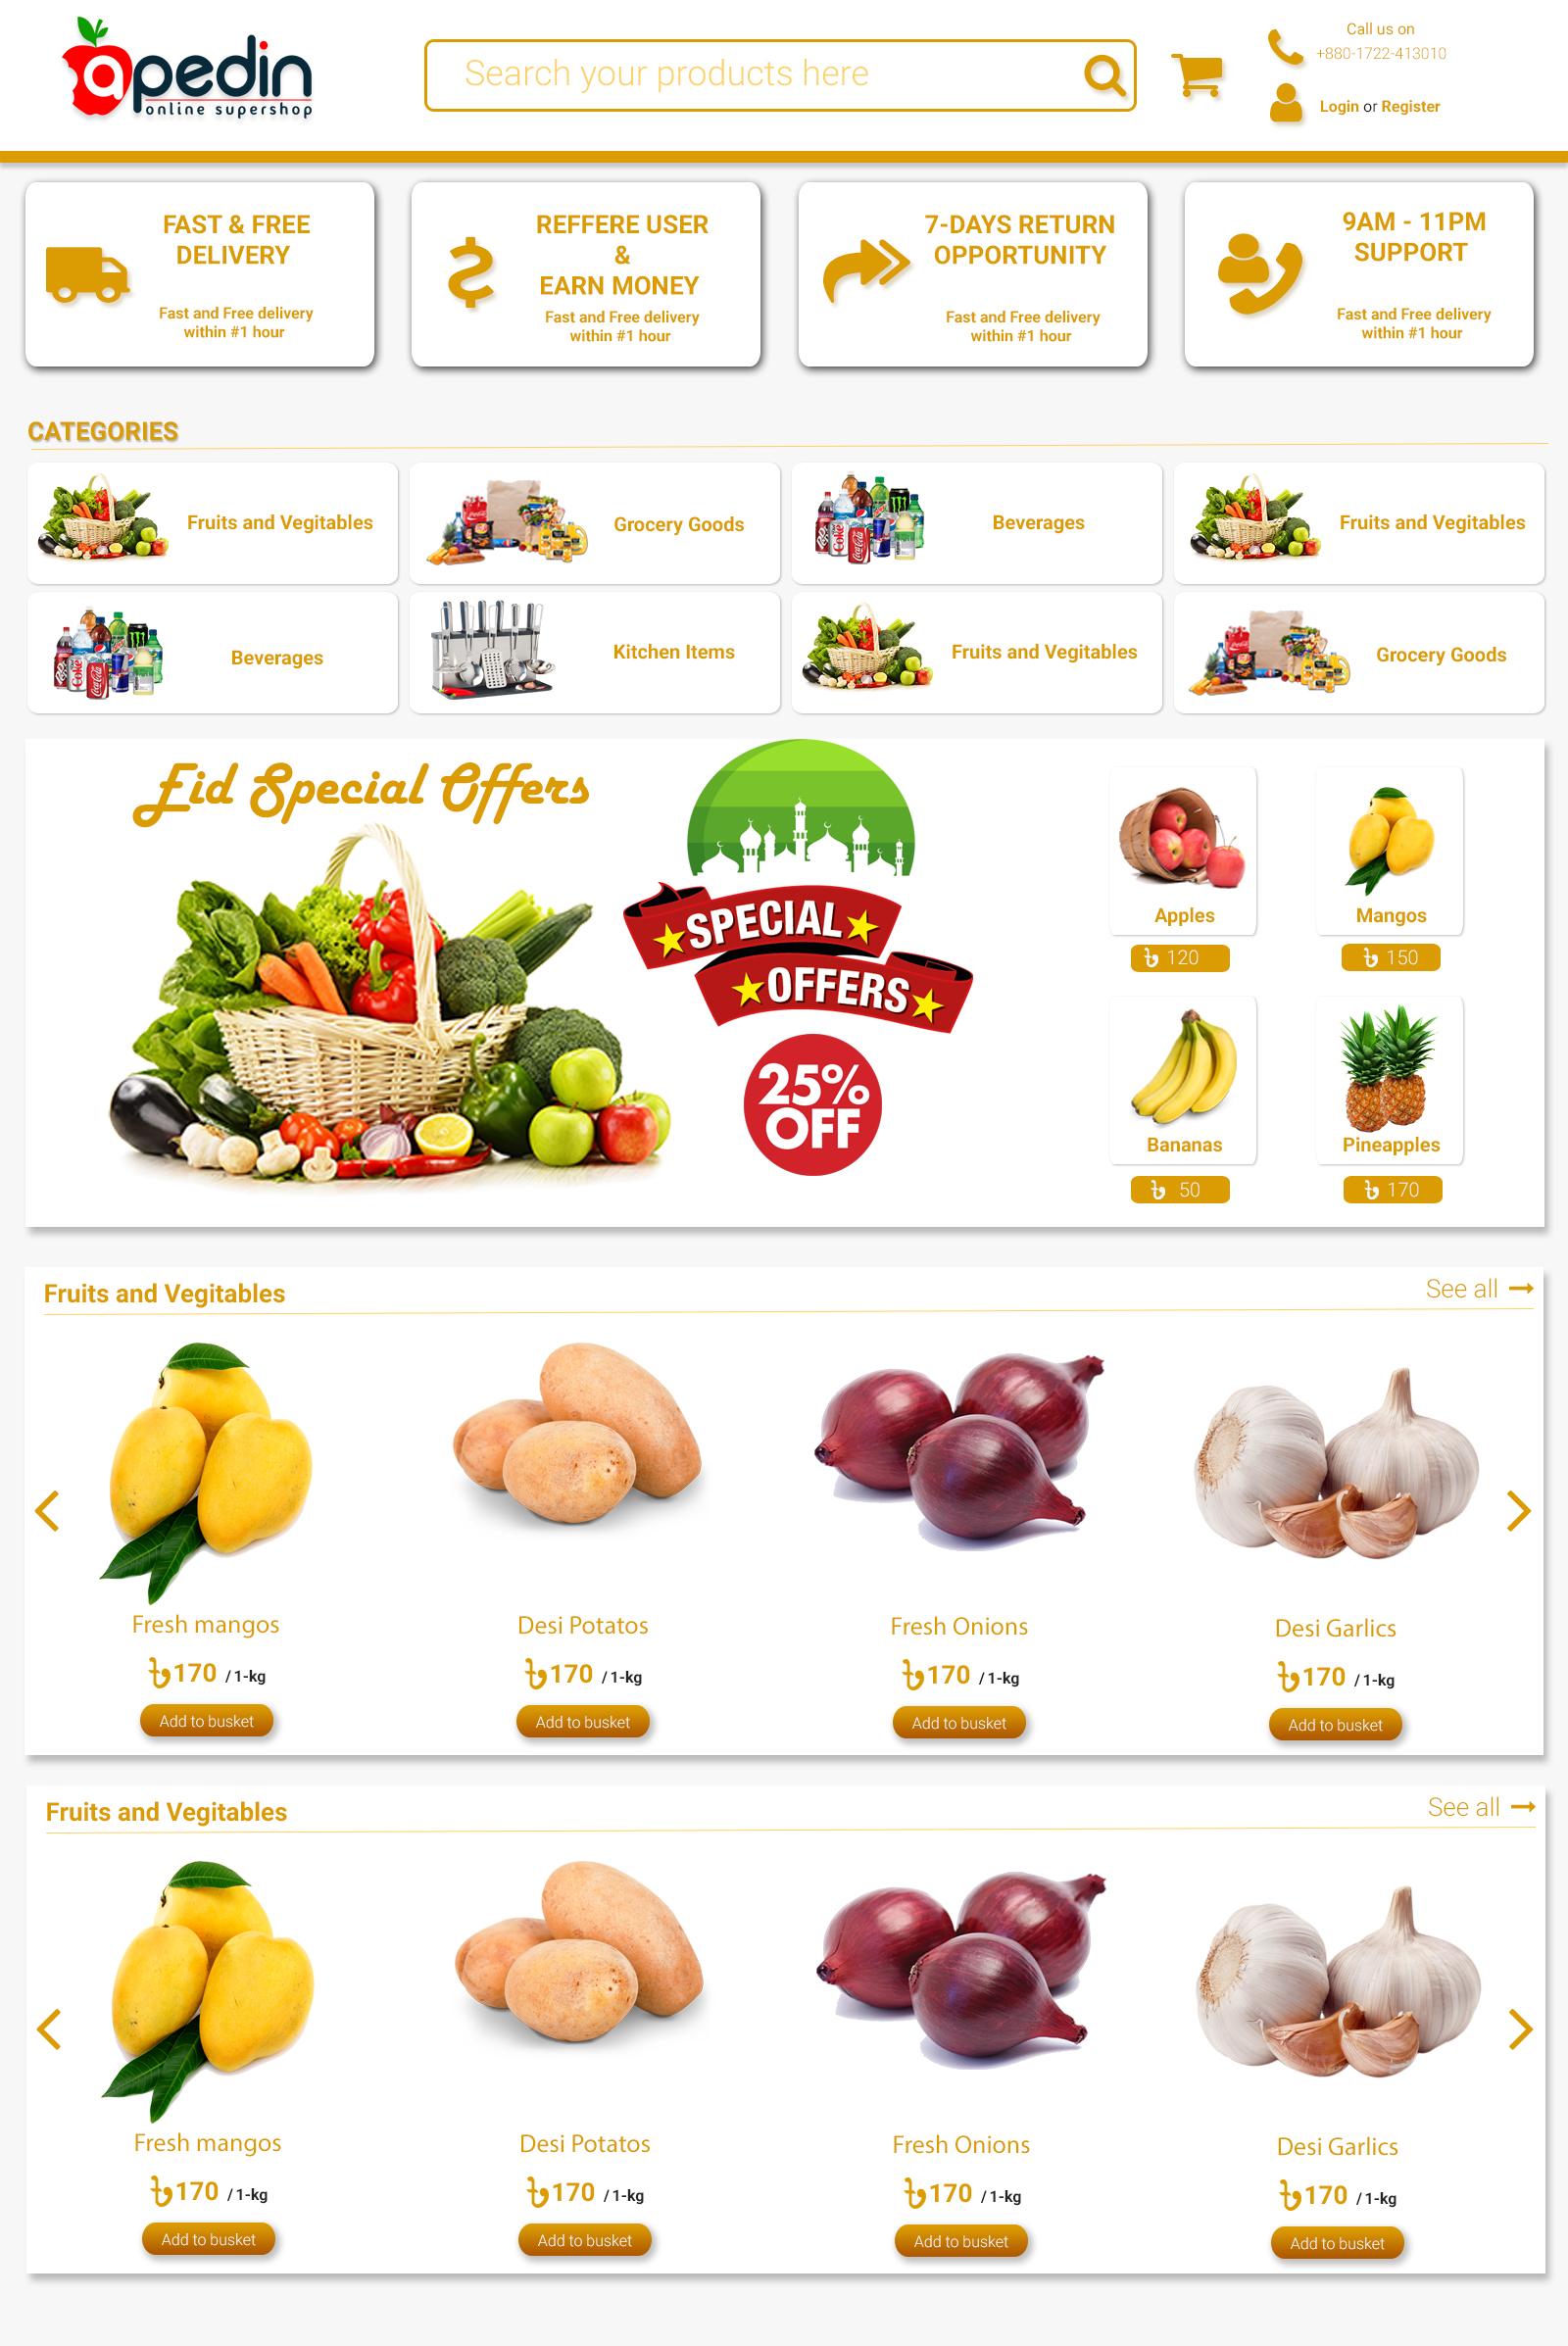 apedin
online supershop
Search your products here
Call us on
+880-1722-413010
Login or Register
FAST & FREE
DELIVERY
Fast and Free delivery
within #1 hour
REFFERE USER
&
EARN MONEY
Fast and Free delivery
within #1 hour
7-DAYS RETURN
OPPORTUNITY
Fast and Free delivery
within #1 hour
9AM - 11PM
SUPPORT
Fast and Free delivery
within #1 hour
CATEGORIES
Fruits and Vegitables
Grocery Goods
Beverages
Fruits and Vegitables
Beverages
Kitchen Items
Fruits and Vegitables
Grocery Goods
Eid Special Offers
SPECIAL
OFFERS
25%
OFF
Apples
৳ 120
Mangos
৳ 150
Bananas
৳ 50
Pineapples
৳ 170
Fruits and Vegitables
See all
Fresh mangos
৳170 / 1-kg
Add to busket
Desi Potatos
৳170 / 1-kg
Add to busket
Fresh Onions
৳170 / 1-kg
Add to busket
Desi Garlics
৳170 / 1-kg
Add to busket
Fruits and Vegitables
See all
Fresh mangos
৳170 / 1-kg
Add to busket
Desi Potatos
৳170 / 1-kg
Add to busket
Fresh Onions
৳170 / 1-kg
Add to busket
Desi Garlics
৳170 / 1-kg
Add to busket